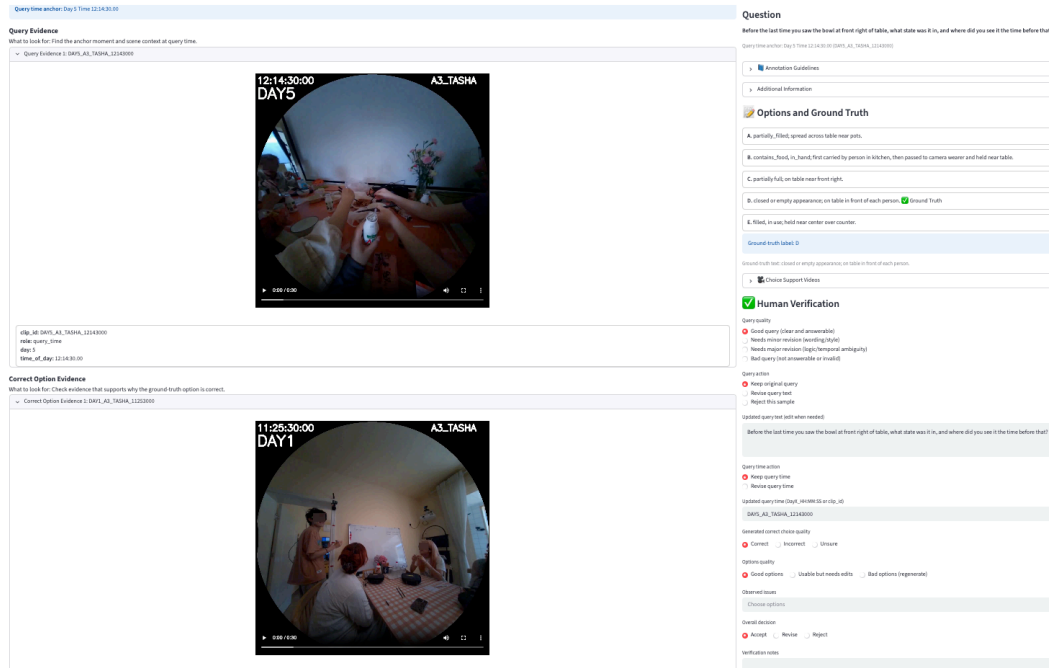 Query time anchor: Day 5 Time 12:14:30.00
Query Evidence
What to look for: Find the anchor moment and scene context at query time.
Query Evidence 1: DAY5_A3_TASHA_12143000
12:14:30:00 A3_TASHA
DAY5
0:00 / 0:30
clip_id: DAY5_A3_TASHA_12143000
role: query_time
day: 5
time_of_day: 12:14:30.00
Correct Option Evidence
What to look for: Check evidence that supports why the ground-truth option is correct.
Correct Option Evidence 1: DAY1_A3_TASHA_11253000
11:25:30:00 A3_TASHA
DAY1
0:00 / 0:30
Question
Before the last time you saw the bowl at front right of table, what state was it in, and where did you see it the time before that
Query time anchor: Day 5 Time 12:14:30.00 (DAY5_A3_TASHA_12143000)
Annotation Guidelines
Additional Information
Options and Ground Truth
A. partially_filled; spread across table near pots.
B. contains_food, in_hand; first carried by person in kitchen, then passed to camera wearer and held near table.
C. partially full; on table near front right.
D. closed or empty appearance; on table in front of each person. Ground Truth
E. filled, in use; held near center over counter.
Ground-truth label: D
Ground-truth text: closed or empty appearance; on table in front of each person.
Choice Support Videos
Human Verification
Query quality
Good query (clear and answerable)
Needs minor revision (wording/style)
Needs major revision (logic/temporal ambiguity)
Bad query (not answerable or invalid)
Query action
Keep original query
Revise query text
Reject this sample
Updated query text (edit when needed)
Before the last time you saw the bowl at front right of table, what state was it in, and where did you see it the time before that?
Query time action
Keep query time
Revise query time
Updated query time (DayX_HH:MM:SS or clip_id)
DAY5_A3_TASHA_12143000
Generated correct choice quality
Correct Incorrect Unsure
Options quality
Good options Usable but needs edits Bad options (regenerate)
Observed issues
Choose options
Overall decision
Accept Revise Reject
Verification notes